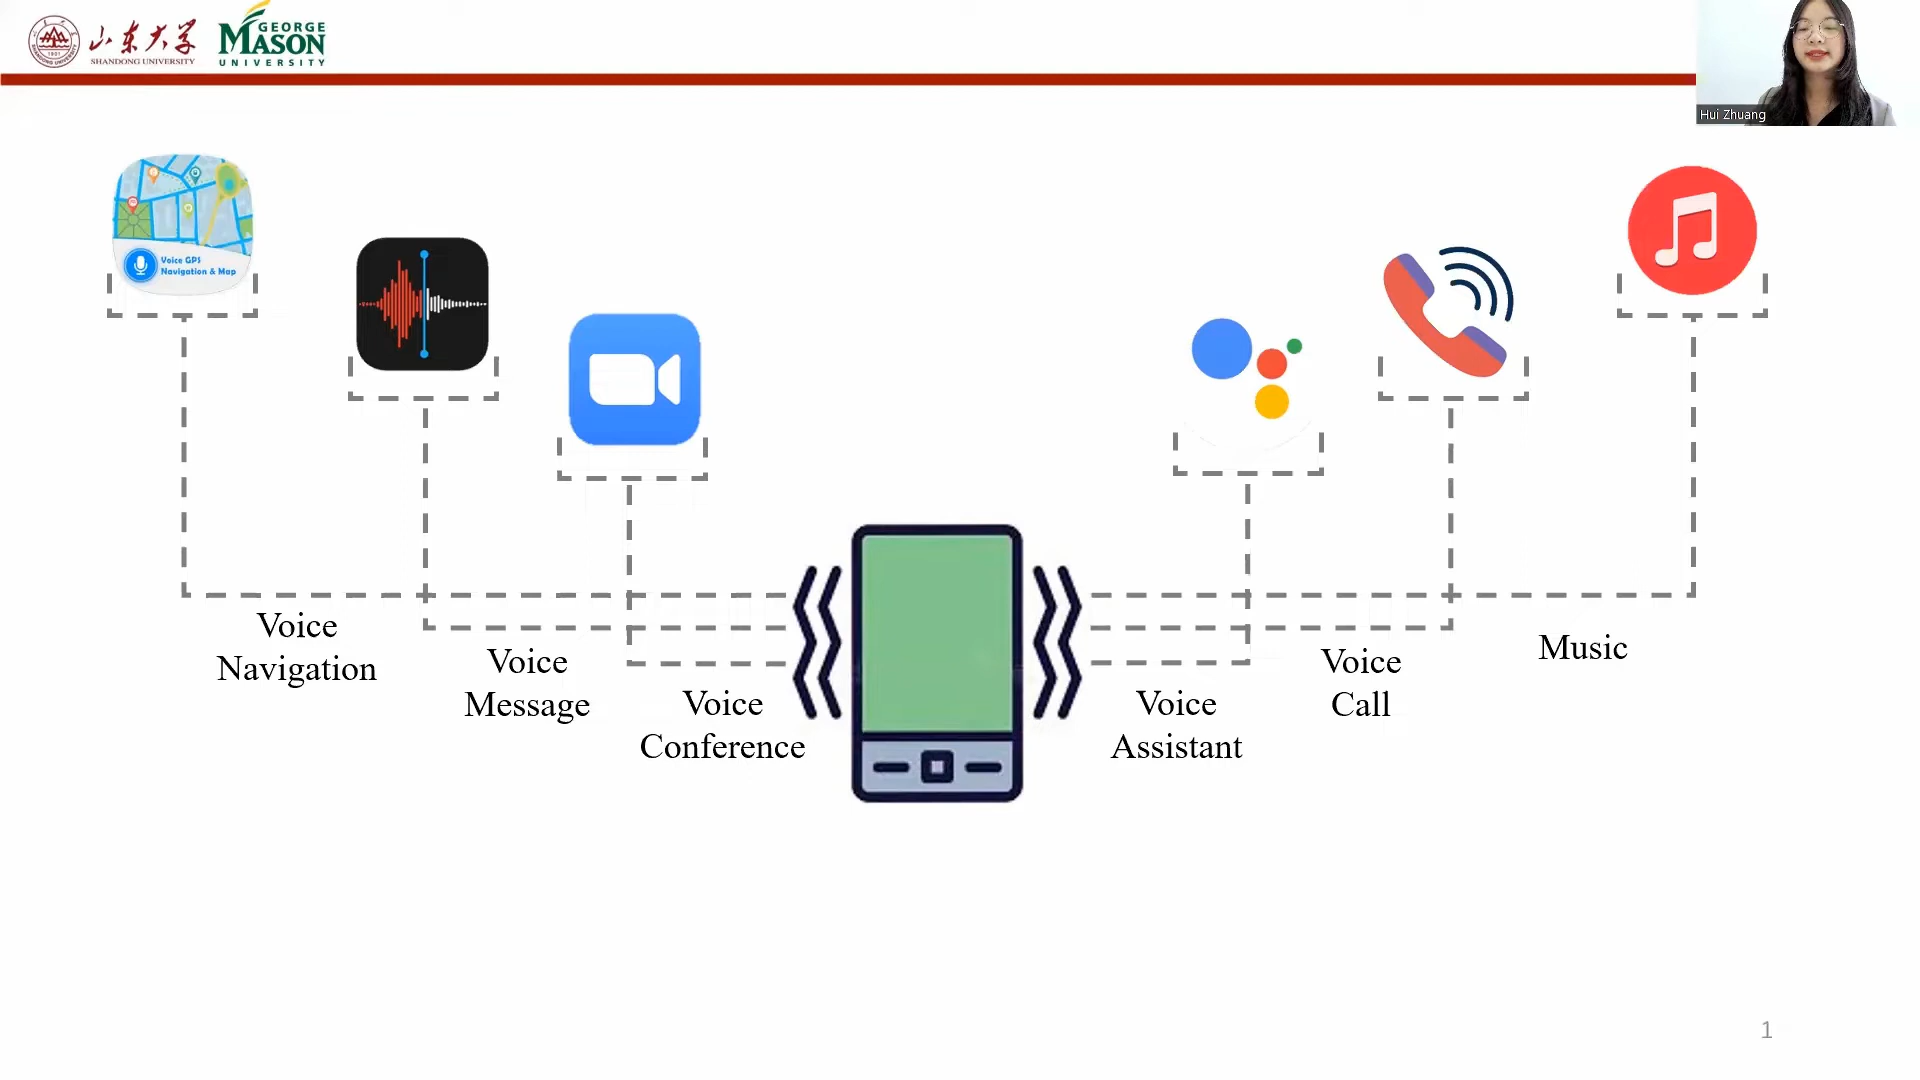 山东大学
SHANDONG UNIVERSITY
GEORGE
MASON
UNIVERSITY
Hui Zhuang
Voice GPS
Navigation & Map
Voice
Navigation
Voice
Message
Voice
Conference
Voice
Assistant
Voice
Call
Music
1